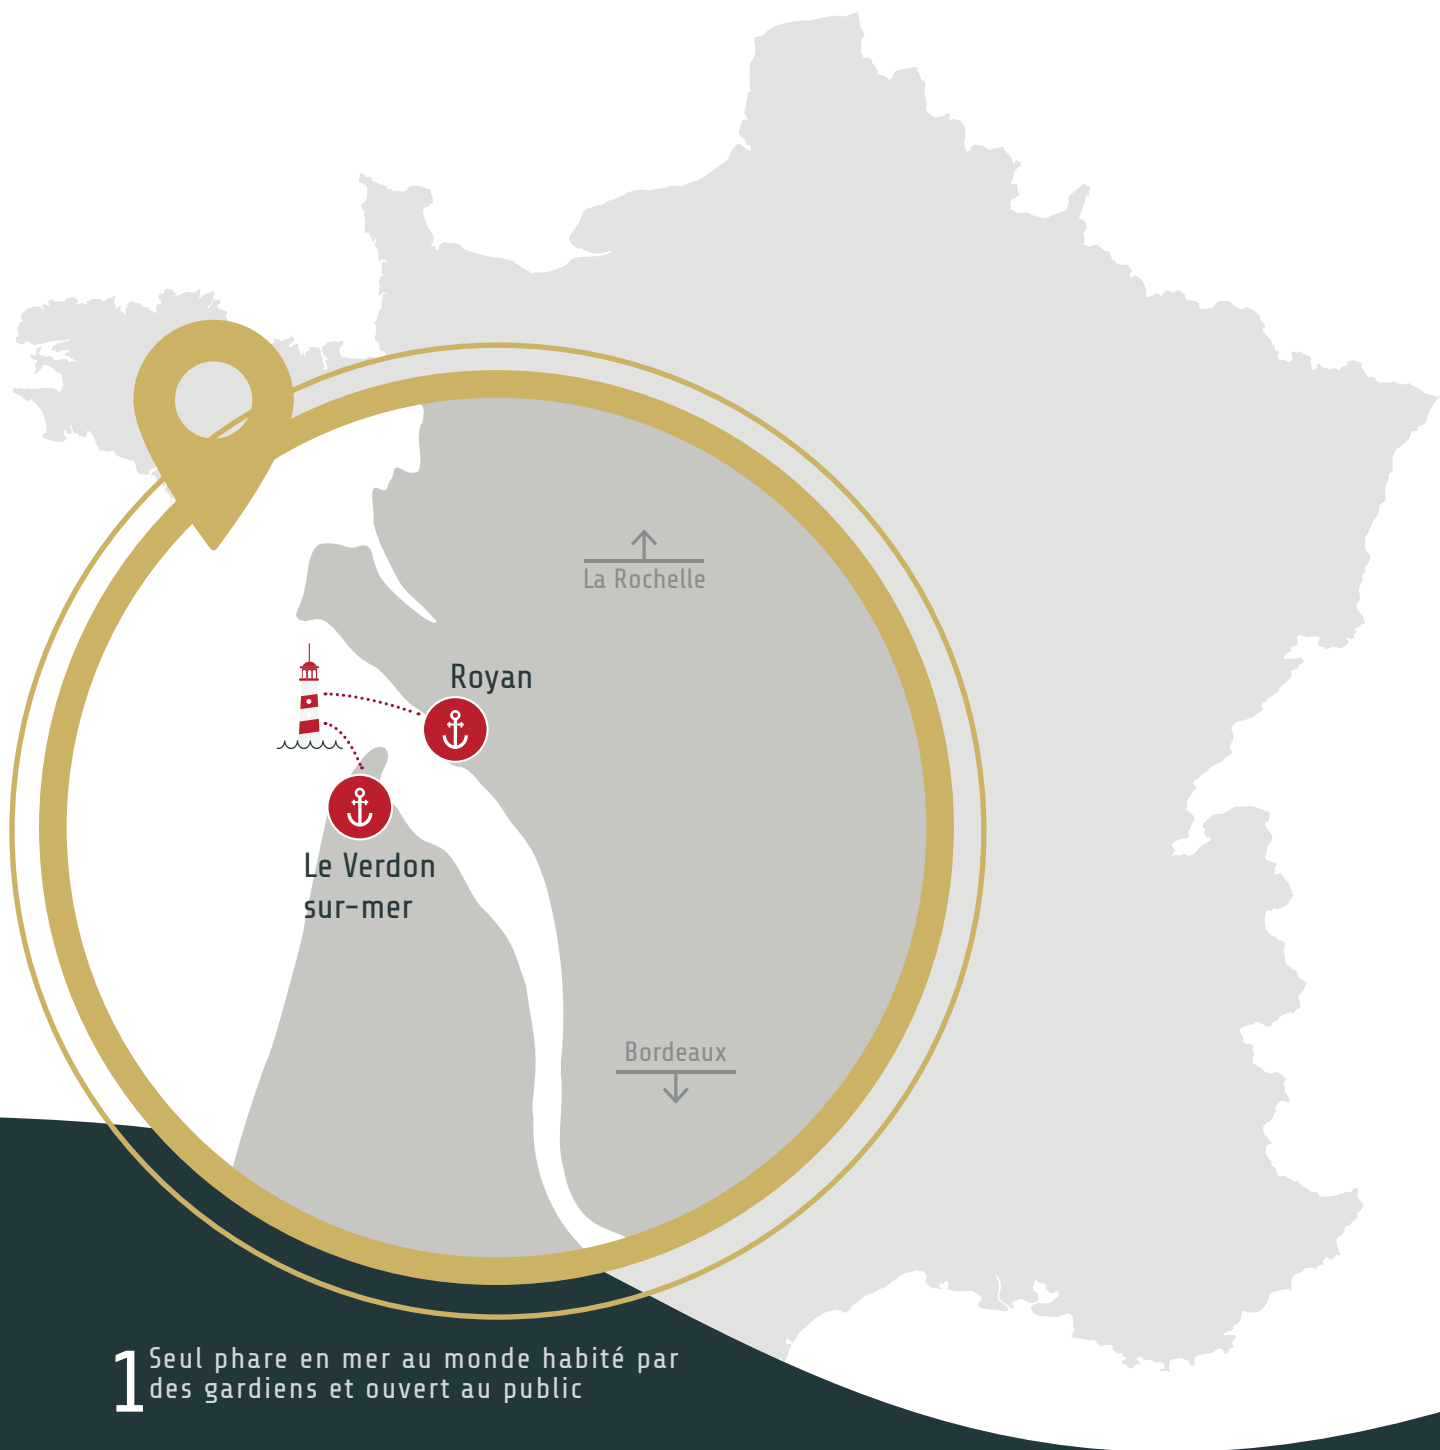 La Rochelle
Royan
Le Verdon
sur-mer
Bordeaux
1 Seul phare en mer au monde habité par
des gardiens et ouvert au public